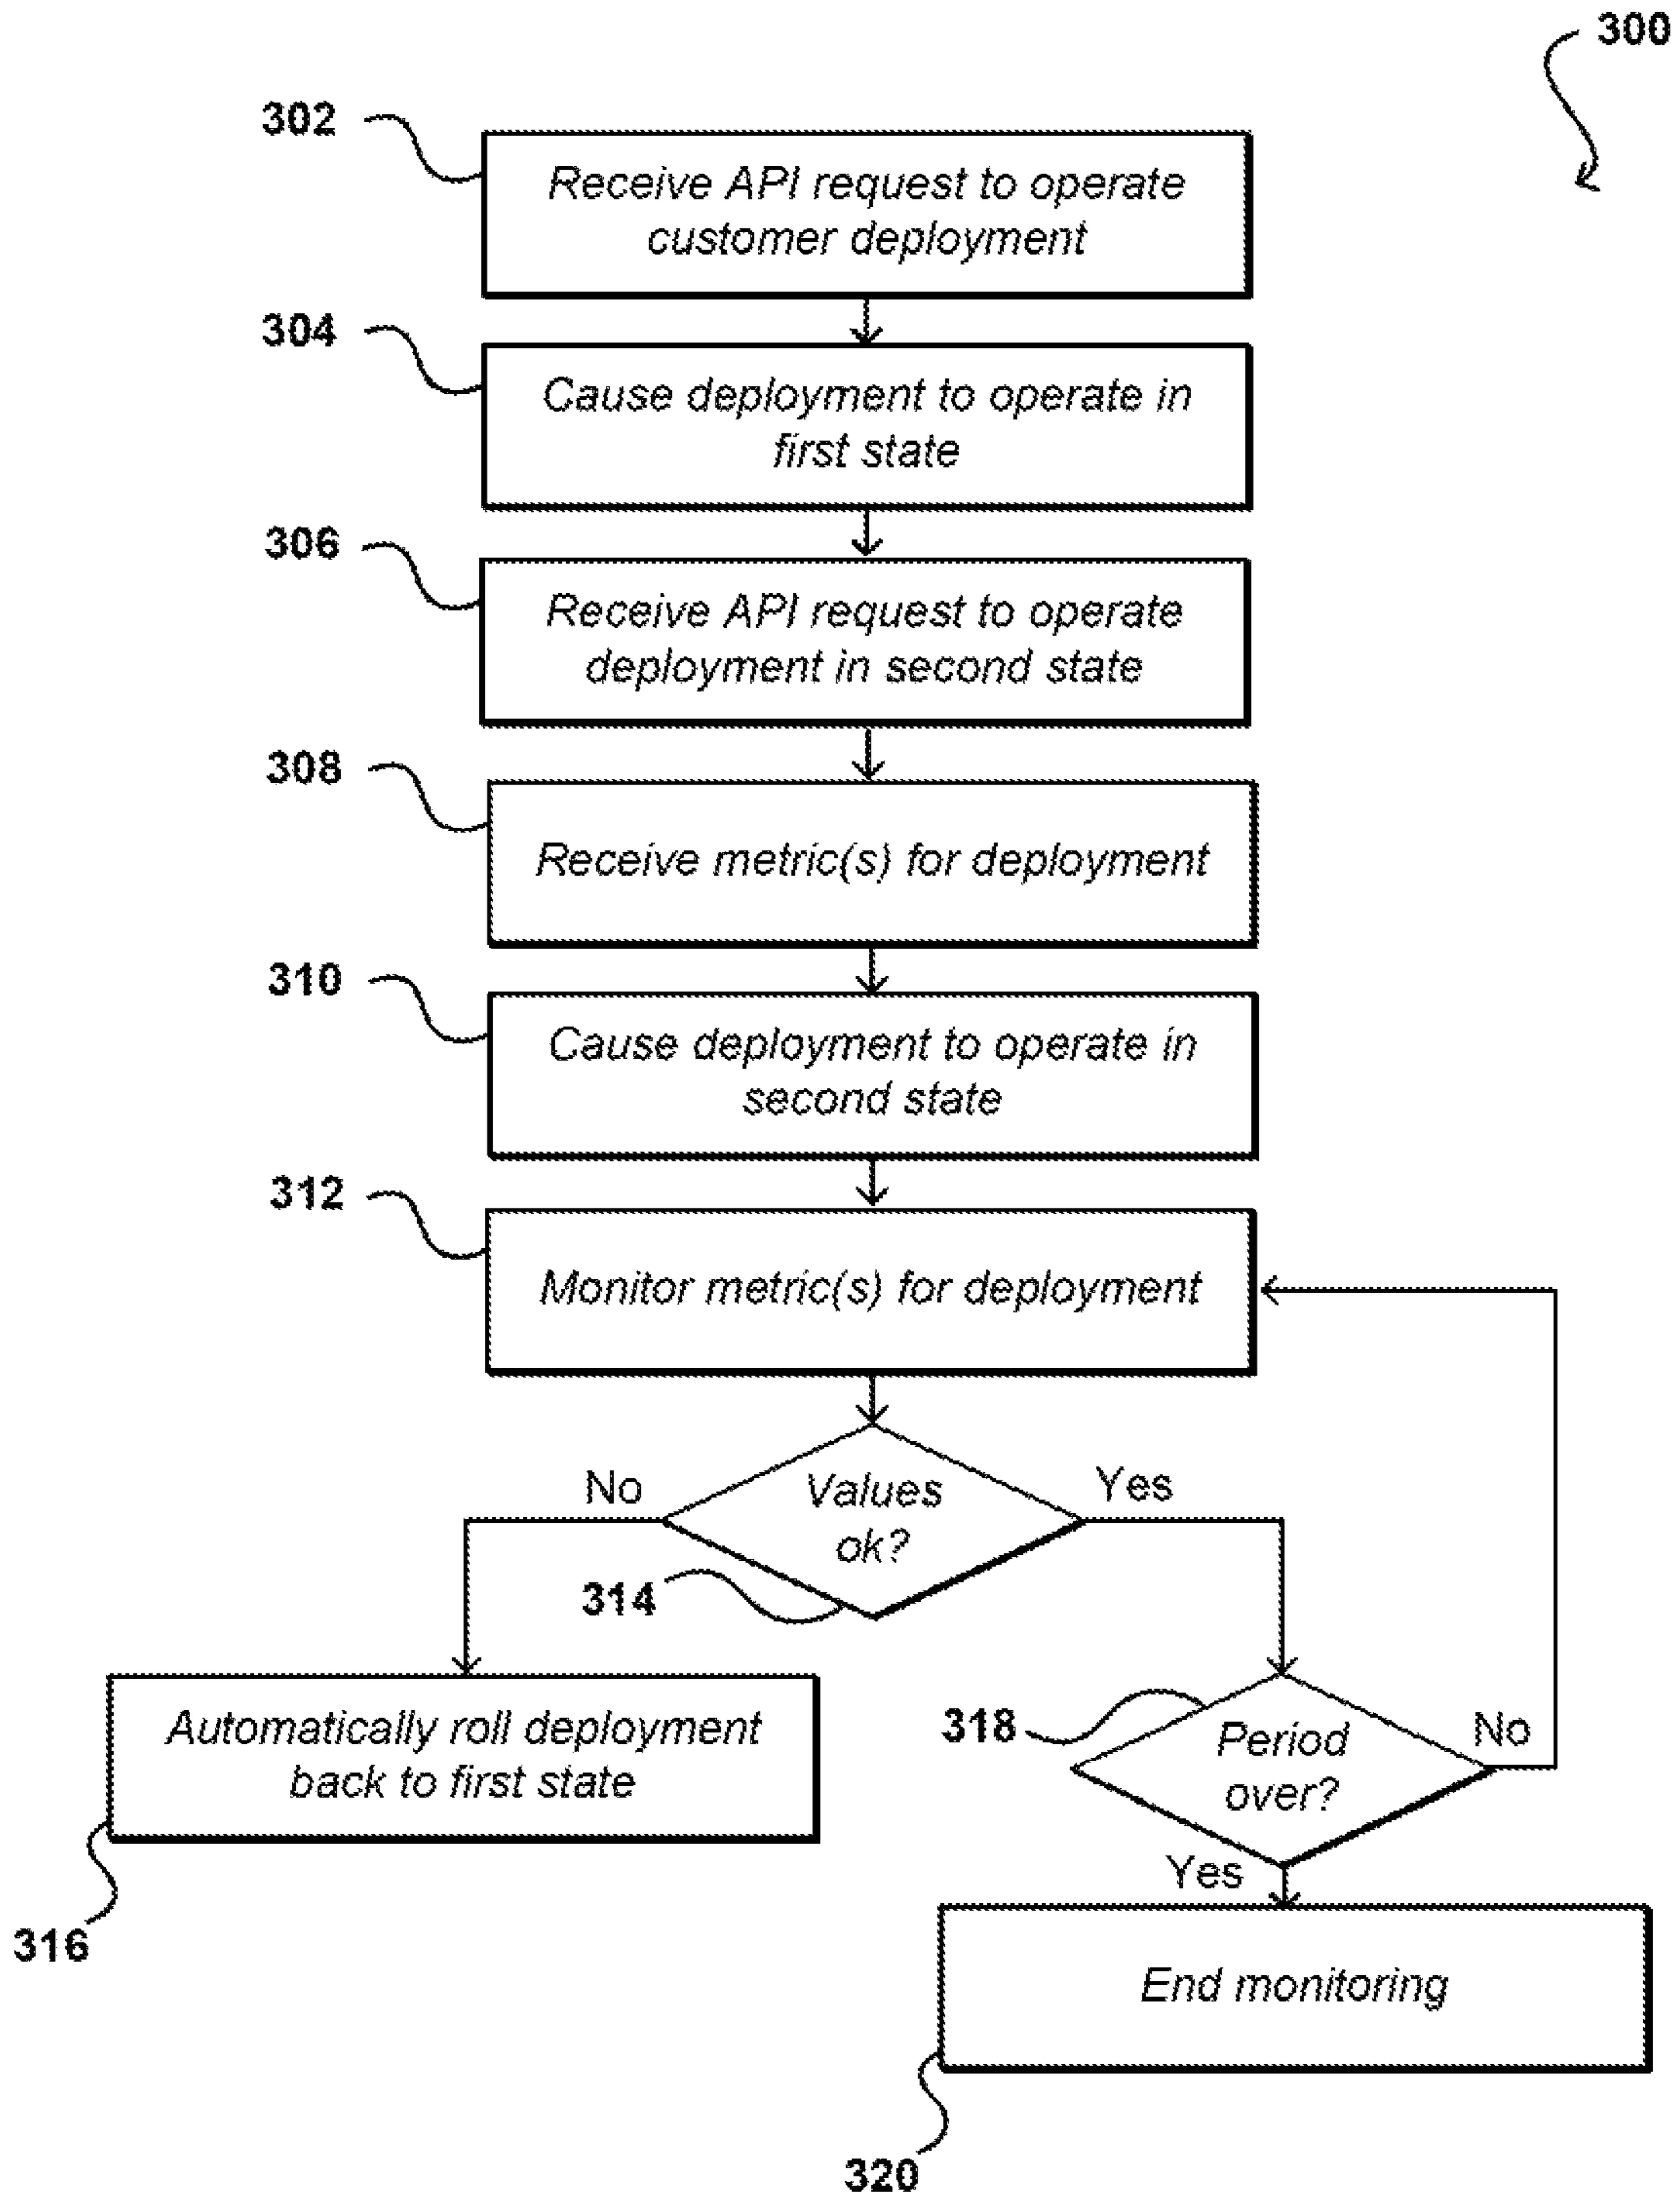 300
302
Receive API request to operate
customer deployment
304
Cause deployment to operate in
first state
306
Receive API request to operate
deployment in second state
308
Receive metric(s) for deployment
310
Cause deployment to operate in
second state
312
Monitor metric(s) for deployment
No
Values
ok?
Yes
314
Automatically roll deployment
back to first state
316
318
Period
over?
No
Yes
End monitoring
320